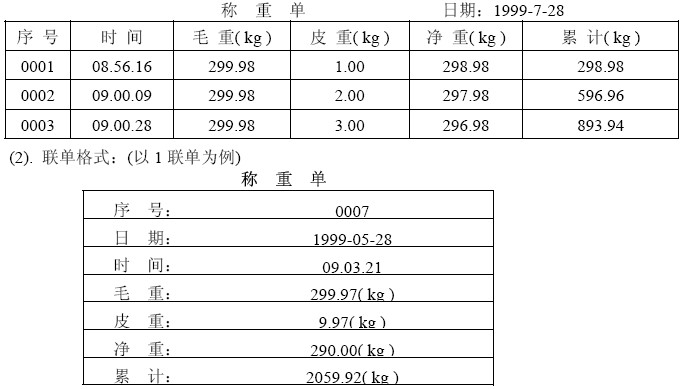 称 重 单 日期：1999-7-28
序 号 时 间 毛 重( kg ) 皮 重( kg ) 净 重( kg ) 累 计( kg)
0001 08.56.16 299.98 1.00 298.98 298.98
0002 09.00.09 299.98 2.00 297.98 596.96
0003 09.00.28 299.98 3.00 296.98 893.94
(2). 联单格式：(以 1 联单为例)
称 重 单
序 号： 0007
日 期： 1999-05-28
时 间： 09.03.21
毛 重： 299.97( kg )
皮 重： 9.97( kg )
净 重： 290.00( kg )
累 计： 2059.92( kg )